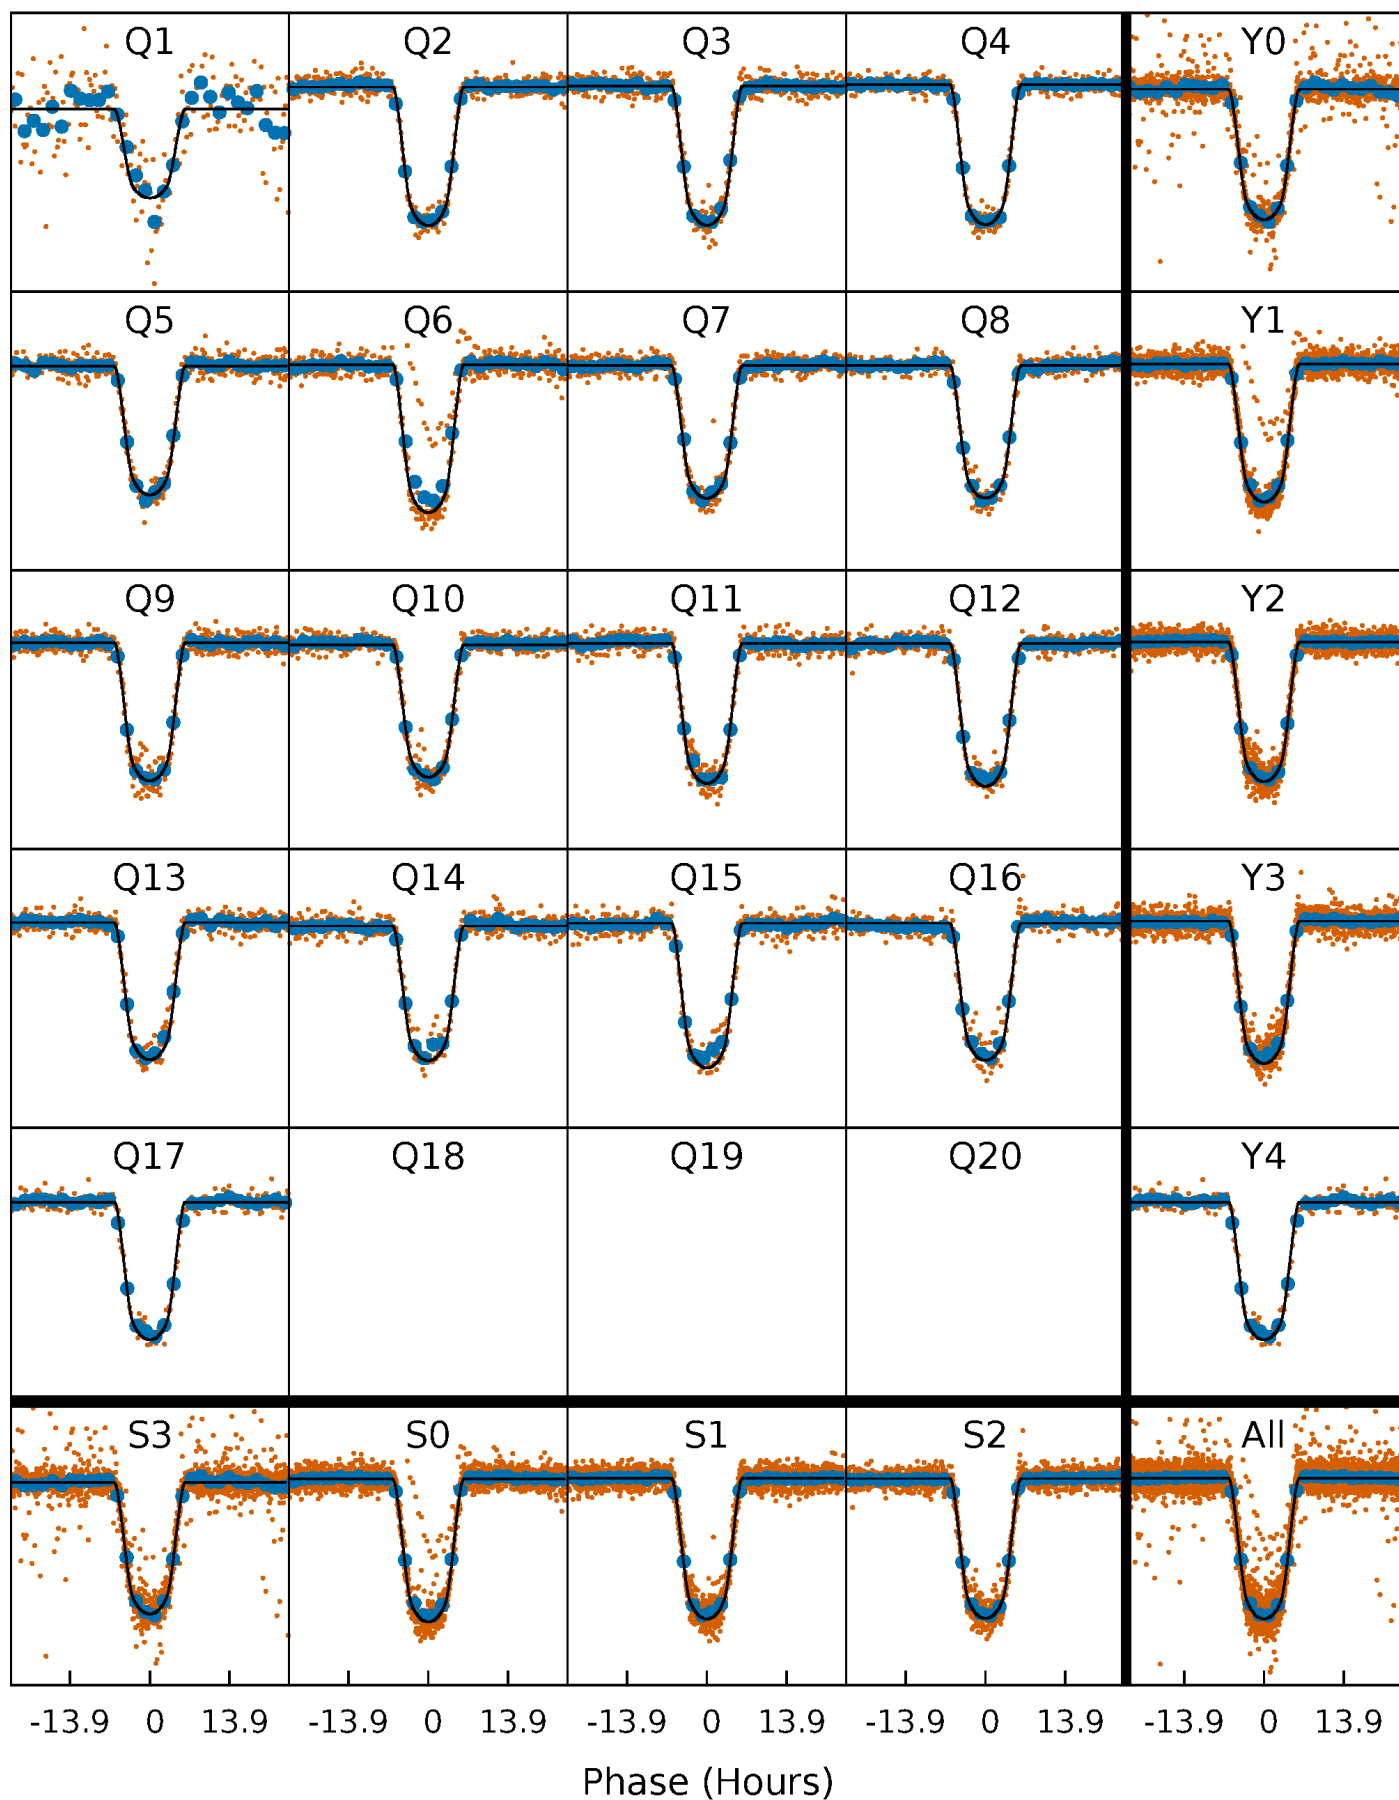 Q1 Q2 Q3 Q4 Y0
Q5 Q6 Q7 Q8 Y1
Q9 Q10 Q11 Q12 Y2
Q13 Q14 Q15 Q16 Y3
Q17 Q18 Q19 Q20 Y4
S3 S0 S1 S2 All
-13.9 0 13.9 -13.9 0 13.9 -13.9 0 13.9 -13.9 0 13.9 -13.9 0 13.9
Phase (Hours)